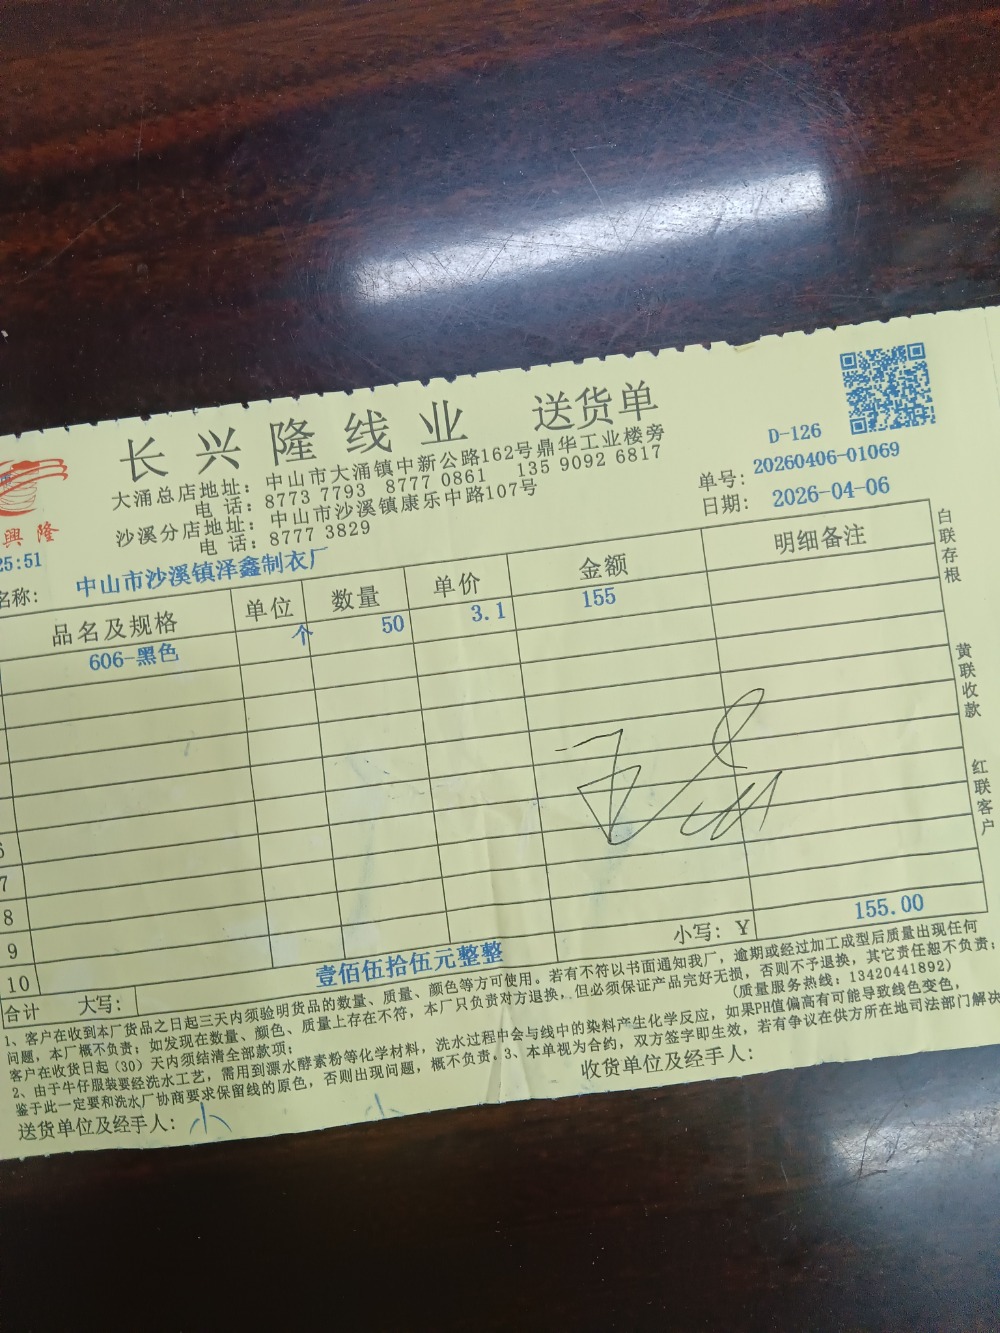 长兴隆线业 送货单
大涌总店地址: 中山市大涌镇中新公路162号鼎华工业楼旁
电 话: 8773 7793 8777 0861 135 9092 6817
沙溪分店地址: 中山市沙溪镇康乐中路107号
电 话: 8777 3829
D-126
单号: 20260406-01069
日期: 2026-04-06
興隆
25:51
名称: 中山市沙溪镇泽鑫制衣厂
品名及规格 单位 数量 单价 金额 明细备注
606-黑色 个 50 3.1 155
6
7
8
9
10
小写: ¥ 155.00
合计 大写: 壹佰伍拾伍元整整
1、客户在收到本厂货品之日起三天内须验明货品的数量、质量、颜色等方可使用。若有不符以书面通知我厂，逾期或经过加工成型后质量出现任何
问题，本厂概不负责；如发现在数量、颜色、质量上存在不符，本厂只负责对方退换，但必须保证产品完好无损，否则不予退换，其它责任恕不负责；
客户在收货日起（30）天内须结清全部款项； (质量服务热线: 13420441892)
2、由于牛仔服装要经洗水工艺，需用到漂水酵素粉等化学材料，洗水过程中会与线中的染料产生化学反应，如果PH值偏高有可能导致线色变色，
鉴于此一定要和洗水厂协商要求保留线的原色，否则出现问题，概不负责。3、本单视为合约，双方签字即生效，若有争议在供方所在地司法部门解决
送货单位及经手人: 收货单位及经手人:
白联存根
黄联收款
红联客户